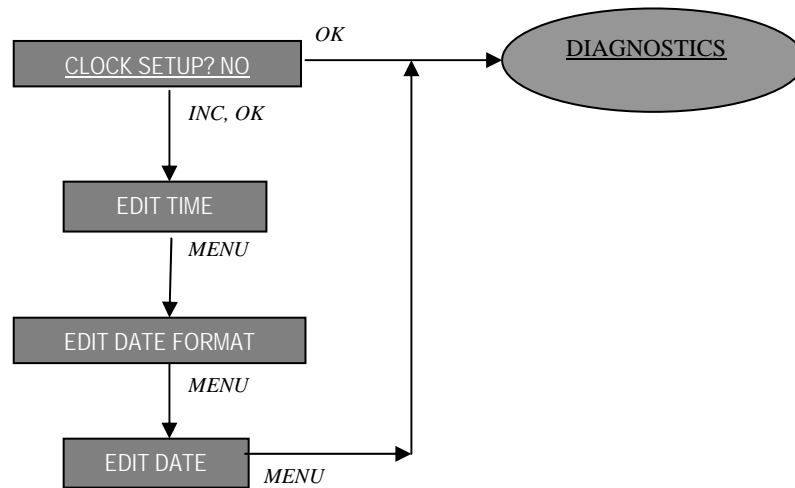 OK
DIAGNOSTICS
CLOCK SETUP? NO
INC, OK
EDIT TIME
MENU
EDIT DATE FORMAT
MENU
EDIT DATE
MENU